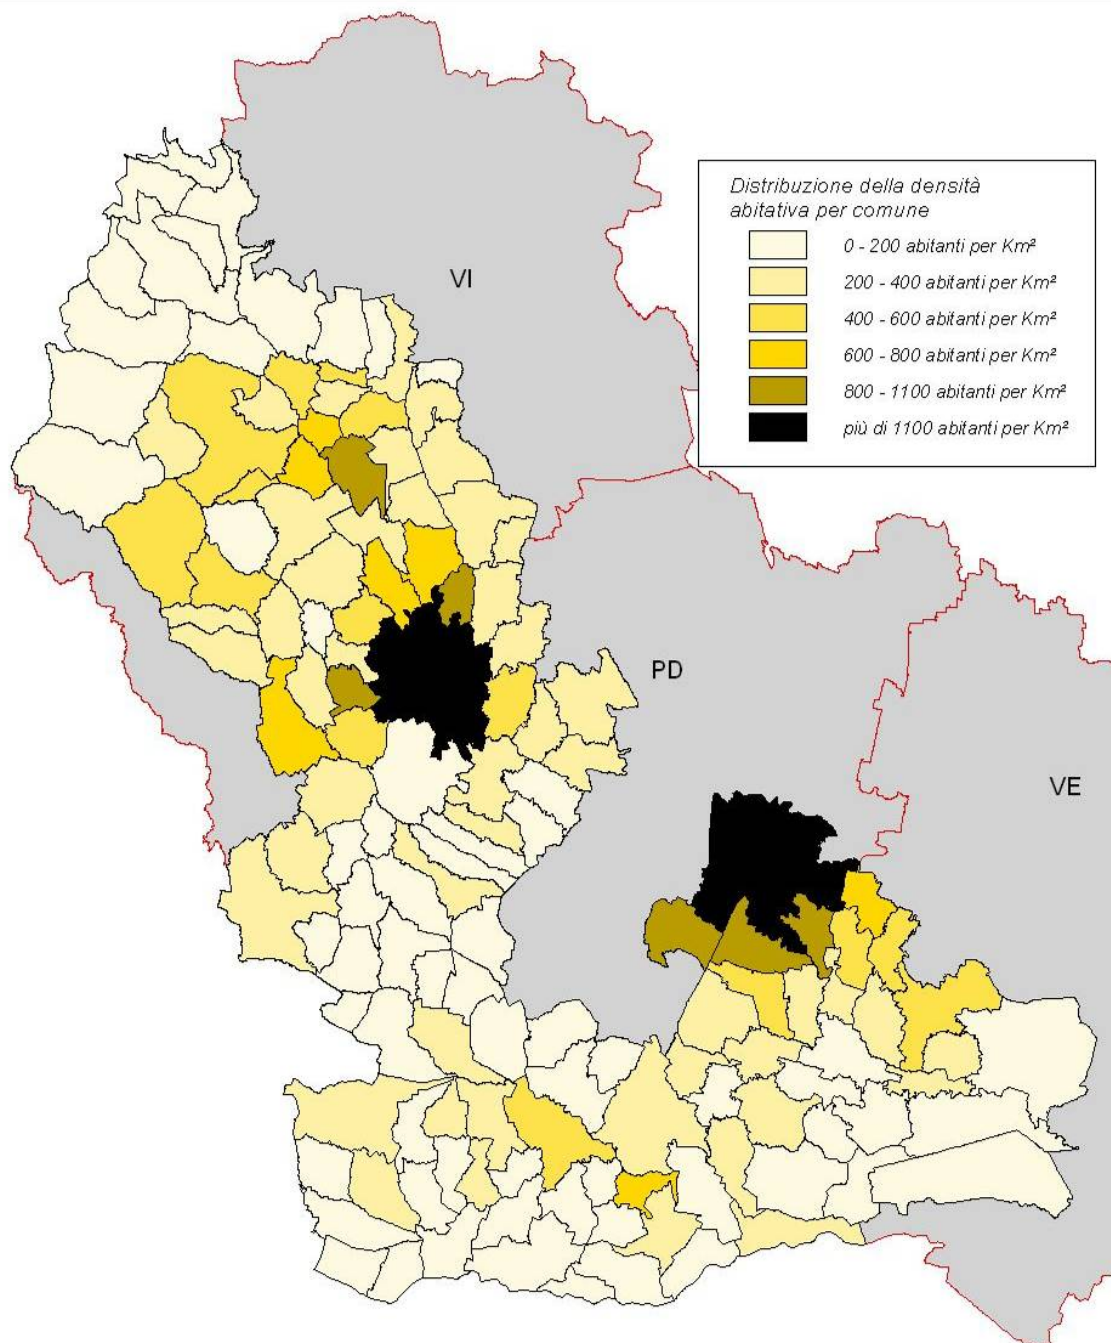 VI
Distribuzione della densità
abitativa per comune
0 - 200 abitanti per Km²
200 - 400 abitanti per Km²
400 - 600 abitanti per Km²
600 - 800 abitanti per Km²
800 - 1100 abitanti per Km²
più di 1100 abitanti per Km²
PD
VE